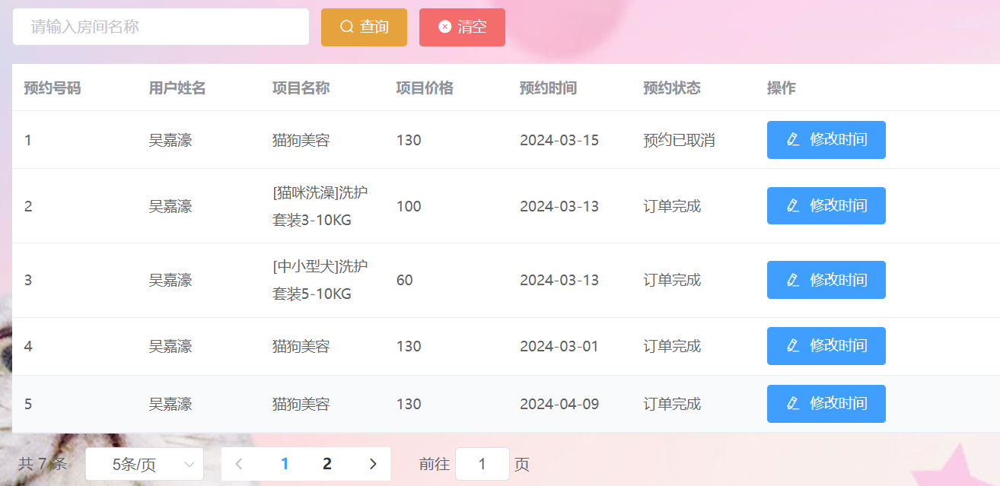 请输入房间名称 查询 清空
预约号码 用户姓名 项目名称 项目价格 预约时间 预约状态 操作
1 吴嘉濠 猫狗美容 130 2024-03-15 预约已取消 修改时间
2 吴嘉濠 [猫咪洗澡]洗护 100 2024-03-13 订单完成 修改时间
套装3-10KG
3 吴嘉濠 [中小型犬]洗护 60 2024-03-13 订单完成 修改时间
套装5-10KG
4 吴嘉濠 猫狗美容 130 2024-03-01 订单完成 修改时间
5 吴嘉濠 猫狗美容 130 2024-04-09 订单完成 修改时间
共 7 条 5条/页 1 2 前往 1 页